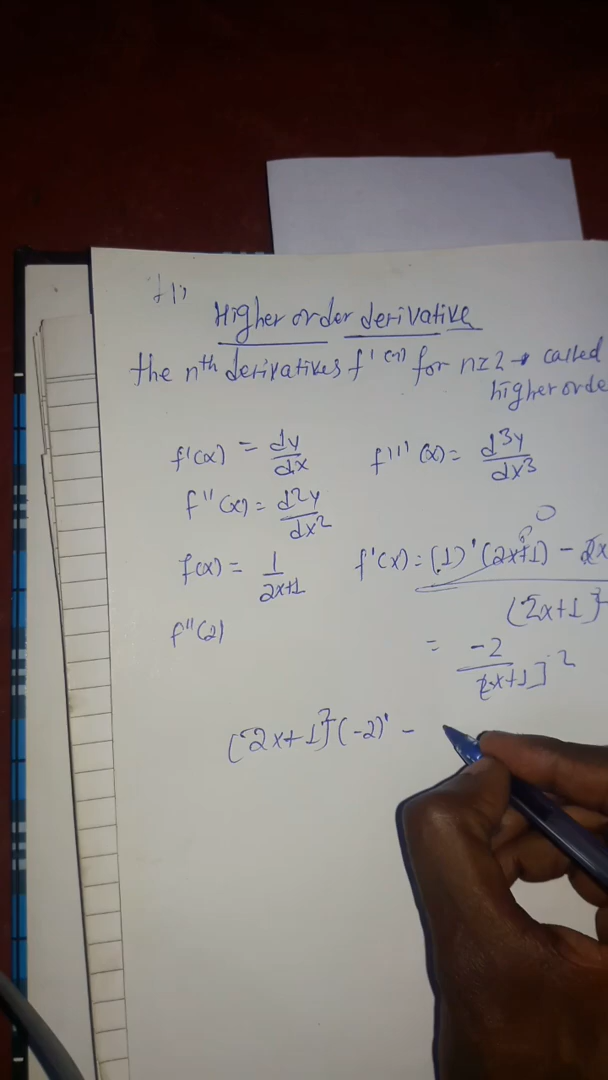 f1)
Higher order derivative
the nth derivatives f'(n) for n≥2 → called
higher orde
f'(x) = dy/dx f'''(x) = d3y/dx3
f''(x) = d2y/dx2
f(x) = 1/2x+1 f'(x) = (1)'(2x+1) - 2x/(2x+1)2
f''(2)
= -2/[2x+1]2
[2x+1]2(-2)' -